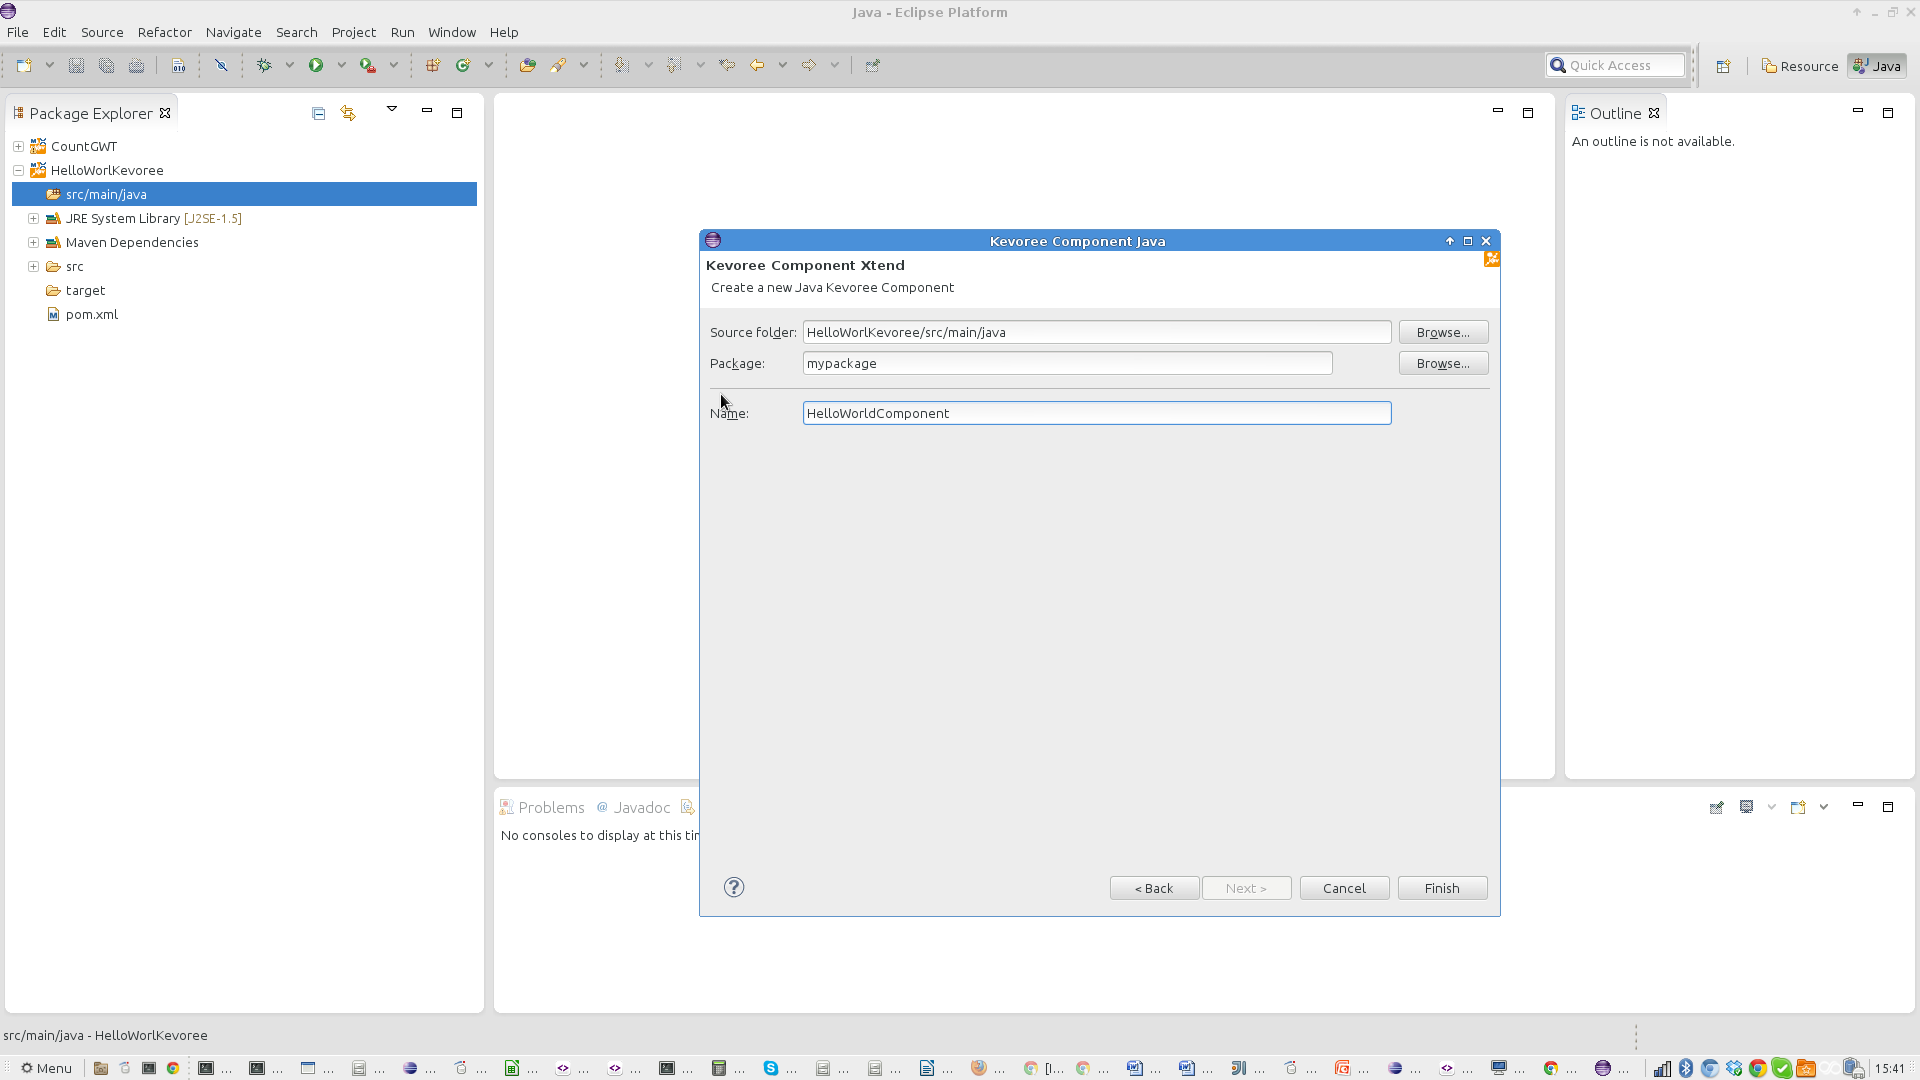 Java - Eclipse Platform
File Edit Source Refactor Navigate Search Project Run Window Help
Quick Access
Resource
Java
Package Explorer
CountGWT
HelloWorlKevoree
src/main/java
JRE System Library [J2SE-1.5]
Maven Dependencies
src
target
pom.xml
Outline
An outline is not available.
Kevoree Component Java
Kevoree Component Xtend
Create a new Java Kevoree Component
Source folder: HelloWorlKevoree/src/main/java Browse...
Package: mypackage Browse...
Name: HelloWorldComponent
< Back Next > Cancel Finish
Problems @ Javadoc
No consoles to display at this
src/main/java - HelloWorlKevoree
Menu ... ... ... ... ... ... ... ... ... ... ... ... ... ... ... [... ... ... ... ... ... ... ... ... ... ... ...
15:41